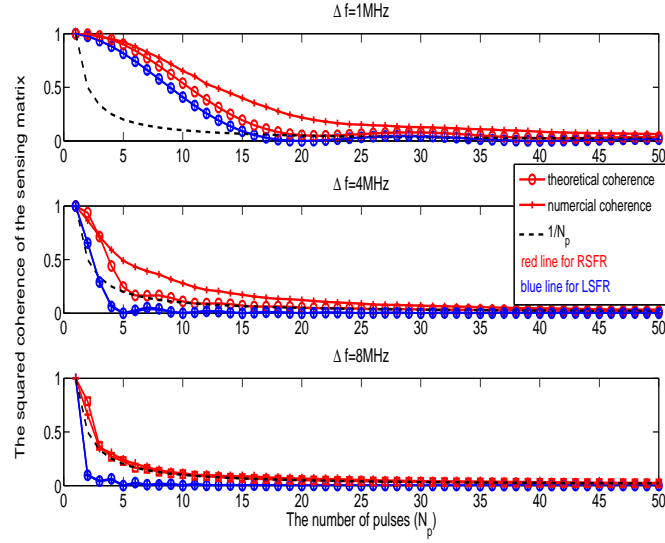 Δ f=1MHz
1
0.5
0
0 5 10 15 20 25 30 35 40 45 50
The squared coherence of the sensing matrix
Δ f=4MHz
1
0.5
0
0 5 10 15 20 25 30 35 40 45 50
theoretical coherence
numercial coherence
1/N_p
red line for RSFR
blue line for LSFR
Δ f=8MHz
1
0.5
0
0 5 10 15 20 25 30 35 40 45 50
The number of pulses (N_p)